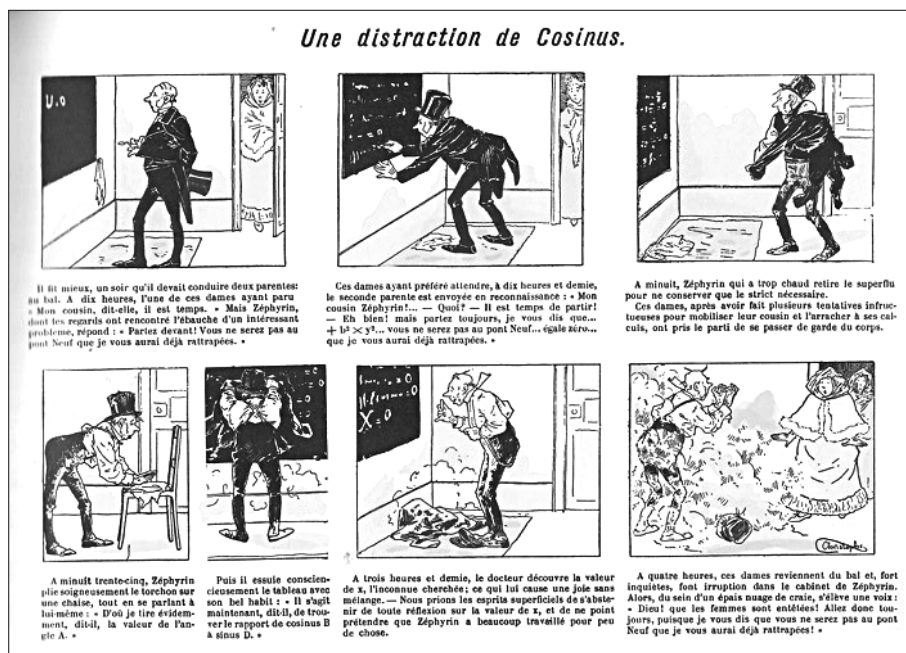 Une distraction de Cosinus.
U.0
Il fit mieux, un soir qu'il devait conduire deux parentes
au bal. A dix heures, l'une de ces dames ayant paru
« Mon cousin, dit-elle, il est temps. » Mais Zéphyrin,
dont les regards ont rencontré l'ébauche d'un intéressant
problème, répond : « Partez devant! Vous ne serez pas au
pont Neuf que je vous aurai déjà rattrapées. »
Ces dames ayant préféré attendre, à dix heures et demie,
le seconde parente est envoyée en reconnaissance : « Mon
cousin Zéphyrin!... — Quoi? — Il est temps de partir!
— Eh bien! mais partez toujours, je vous dis que...
+ b² × y²... vous ne serez pas au pont Neuf... égale zéro...
que je vous aurai déjà rattrapées. »
A minuit, Zéphyrin qui a trop chaud retire le superflu
pour ne conserver que le strict nécessaire.
Ces dames, après avoir fait plusieurs tentatives infruc-
tueuses pour mobiliser leur cousin et l'arracher à ses cal-
culs, ont pris le parti de se passer de garde du corps.
A minuit trente-cinq, Zéphyrin
plie soigneusement le torchon sur
une chaise, tout en se parlant à
lui-même : « D'où je tire évidem-
ment, dit-il, la valeur de l'an-
gle A. »
Puis il essuie conscien-
cieusement le tableau avec
son bel habit : « Il s'agit
maintenant, dit-il, de trou-
ver le rapport de cosinus B
à sinus D. »
= 0
= 0
X = 0
A trois heures et demie, le docteur découvre la valeur
de x, l'inconnue cherchée; ce qui lui cause une joie sans
mélange. — Nous prions les esprits superficiels de s'abste-
nir de toute réflexion sur la valeur de x, et de ne point
prétendre que Zéphyrin a beaucoup travaillé pour peu
de chose.
Christophe
A quatre heures, ces dames reviennent du bal et, fort
inquiètes, font irruption dans le cabinet de Zéphyrin.
Alors, du sein d'un épais nuage de craie, s'élève une voix :
« Dieu! que les femmes sont entêtées! Allez donc tou-
jours, puisque je vous dis que vous ne serez pas au pont
Neuf que je vous aurai déjà rattrapées! »